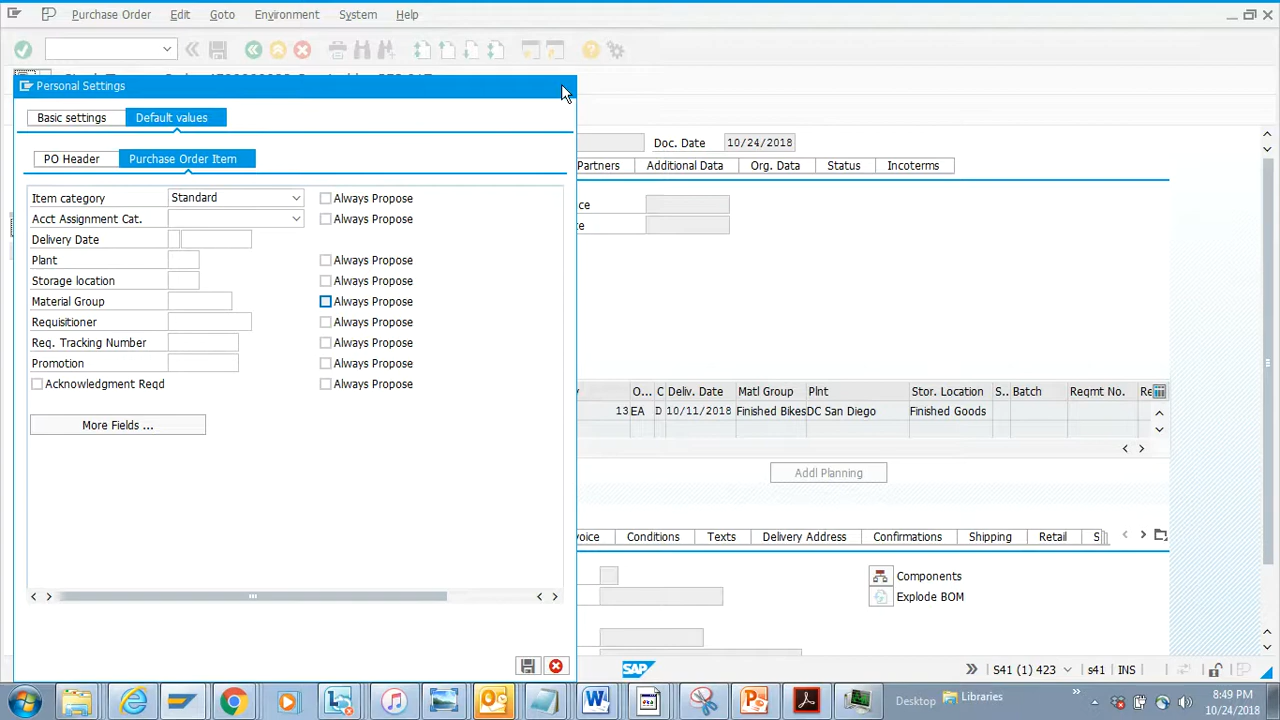 Purchase Order Edit Goto Environment System Help
Personal Settings
Basic settings Default values
Doc. Date 10/24/2018
PO Header Purchase Order Item
Partners Additional Data Org. Data Status Incoterms
Item category Standard Always Propose
Acct Assignment Cat. Always Propose
Delivery Date
Plant Always Propose
Storage location Always Propose
Material Group Always Propose
Requisitioner Always Propose
Req. Tracking Number Always Propose
Promotion Always Propose
Acknowledgment Reqd Always Propose
O... C Deliv. Date Matl Group Plnt Stor. Location S.. Batch Reqmt No. Re
13 EA D 10/11/2018 Finished Bikes DC San Diego Finished Goods
More Fields ...
Addl Planning
voice Conditions Texts Delivery Address Confirmations Shipping Retail S
Components
Explode BOM
SAP S41 (1) 423 s41 INS
Desktop Libraries 8:49 PM
10/24/2018